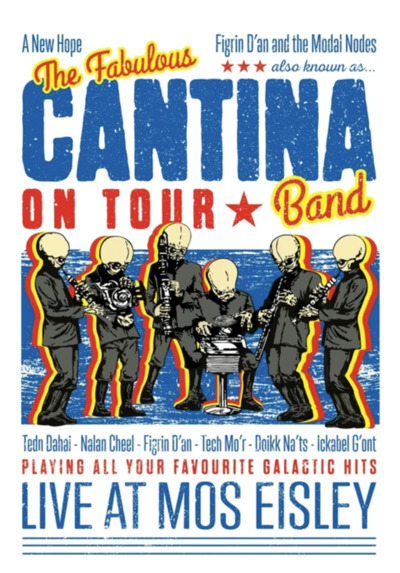 A New Hope
Figrin D'an and the Modal Nodes
★★★ also known as...
The Fabulous
CANTINA
ON TOUR ★ Band
Tedn Dahai - Nalan Cheel - Figrin D'an - Tech Mo'r - Doikk Na'ts - Ickabel G'ont
PLAYING ALL YOUR FAVOURITE GALACTIC HITS
LIVE AT MOS EISLEY